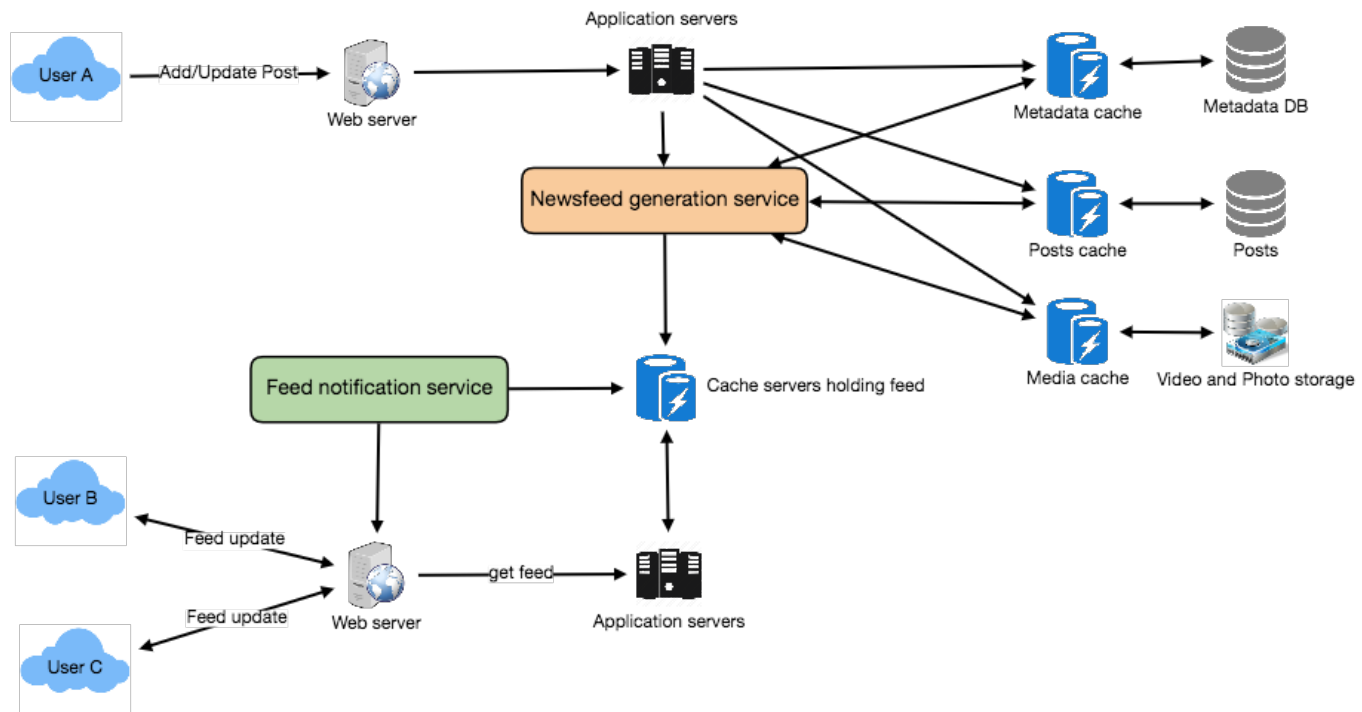 Application servers
User A
Add/Update Post
Web server
Metadata cache
Metadata DB
Newsfeed generation service
Posts cache
Posts
Media cache
Video and Photo storage
Feed notification service
Cache servers holding feed
User B
Feed update
get feed
Feed update
Web server
Application servers
User C